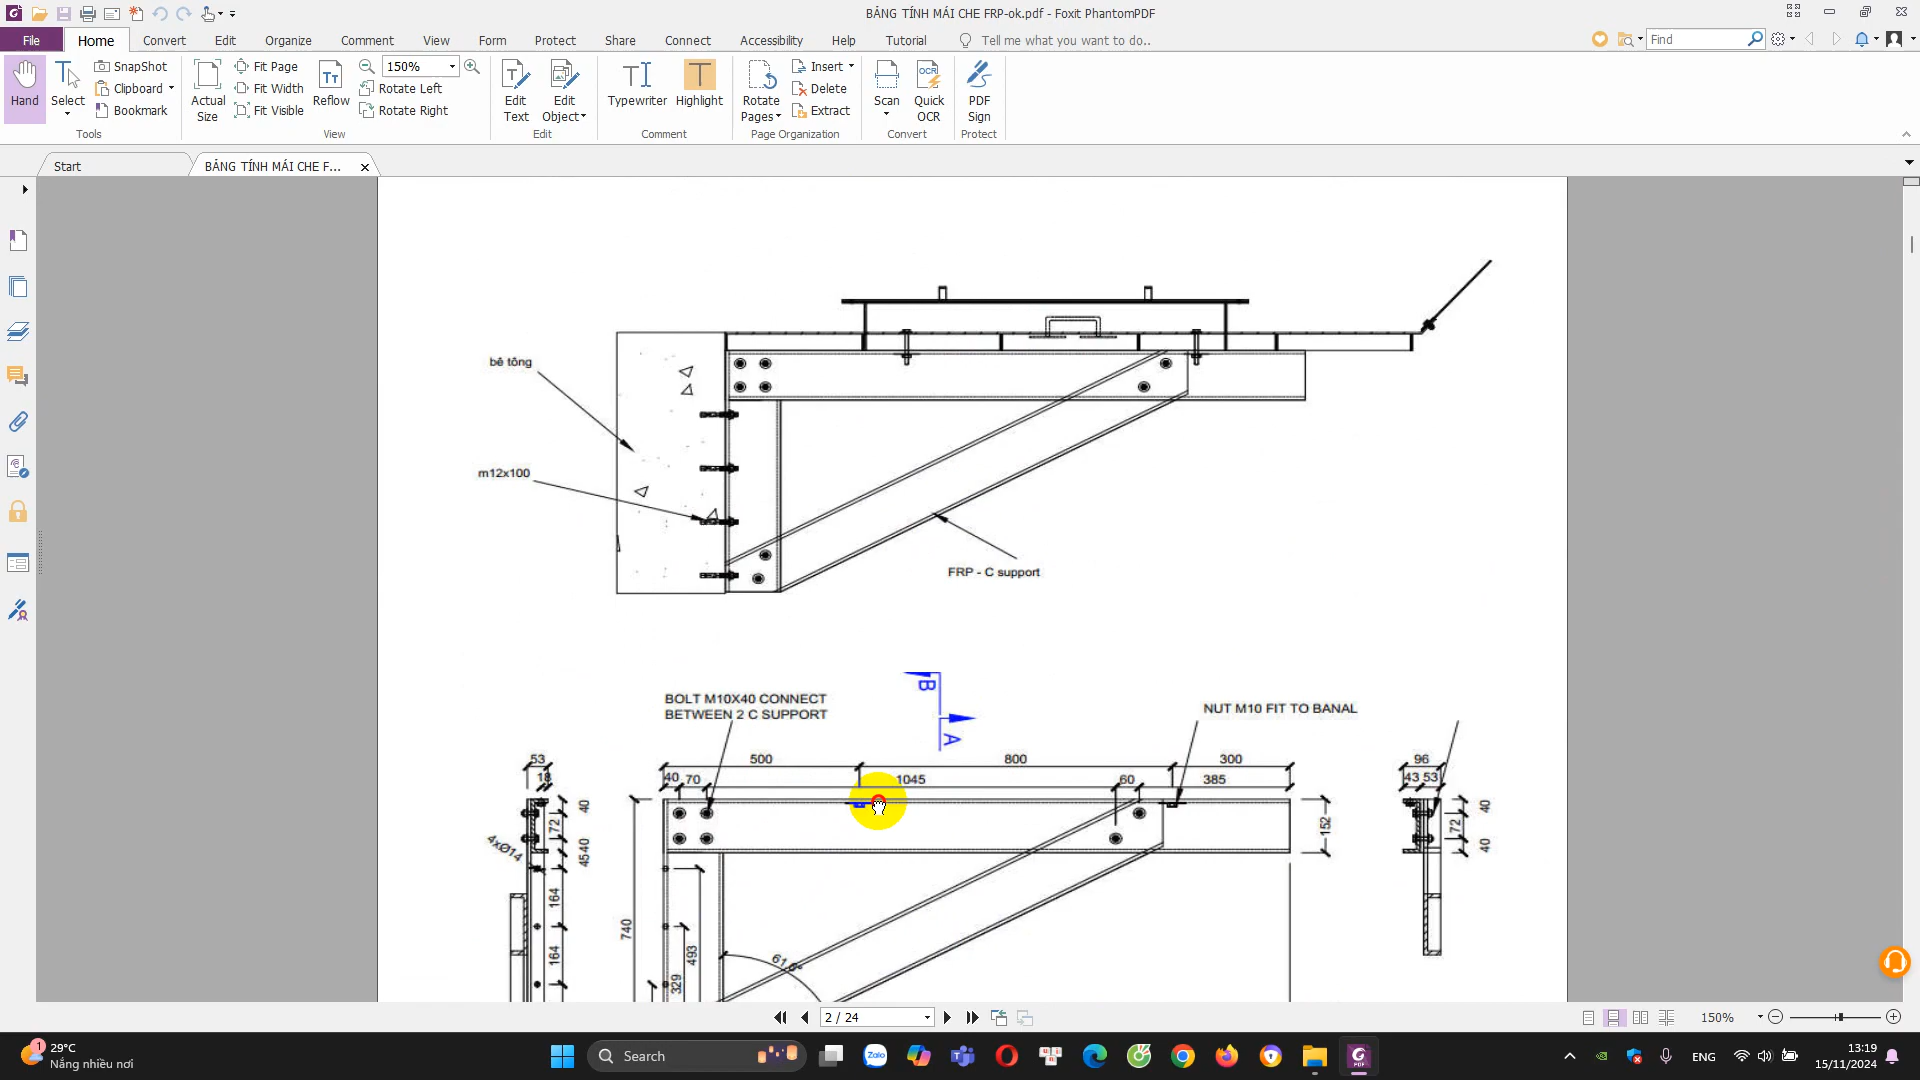 BẢNG TÍNH MÁI CHE FRP-ok.pdf - Foxit PhantomPDF
File Home Convert Edit Organize Comment View Form Protect Share Connect Accessibility Help Tutorial Tell me what you want to do.. Find
Hand
Select
SnapShot
Clipboard
Bookmark
Tools
Actual Size
Fit Page
Fit Width
Fit Visible
Reflow
150%
Rotate Left
Rotate Right
View
Edit Text
Edit Object
Edit
Typewriter
Highlight
Comment
Rotate Pages
Insert
Delete
Extract
Page Organization
Scan
Quick OCR
Convert
PDF Sign
Protect
Start
BẢNG TÍNH MÁI CHE F...
bê tông
m12x100
FRP - C support
BOLT M10X40 CONNECT
BETWEEN 2 C SUPPORT
B
A
NUT M10 FIT TO BANAL
53
18
500
800
300
40
70
1045
60
385
96
43 53
40
72
4540
4xØ14
164
164
740
493
329
61,6°
152
40
72
40
2 / 24
150%
29°C
Nắng nhiều nơi
Search
Zalo
ENG
13:19
15/11/2024